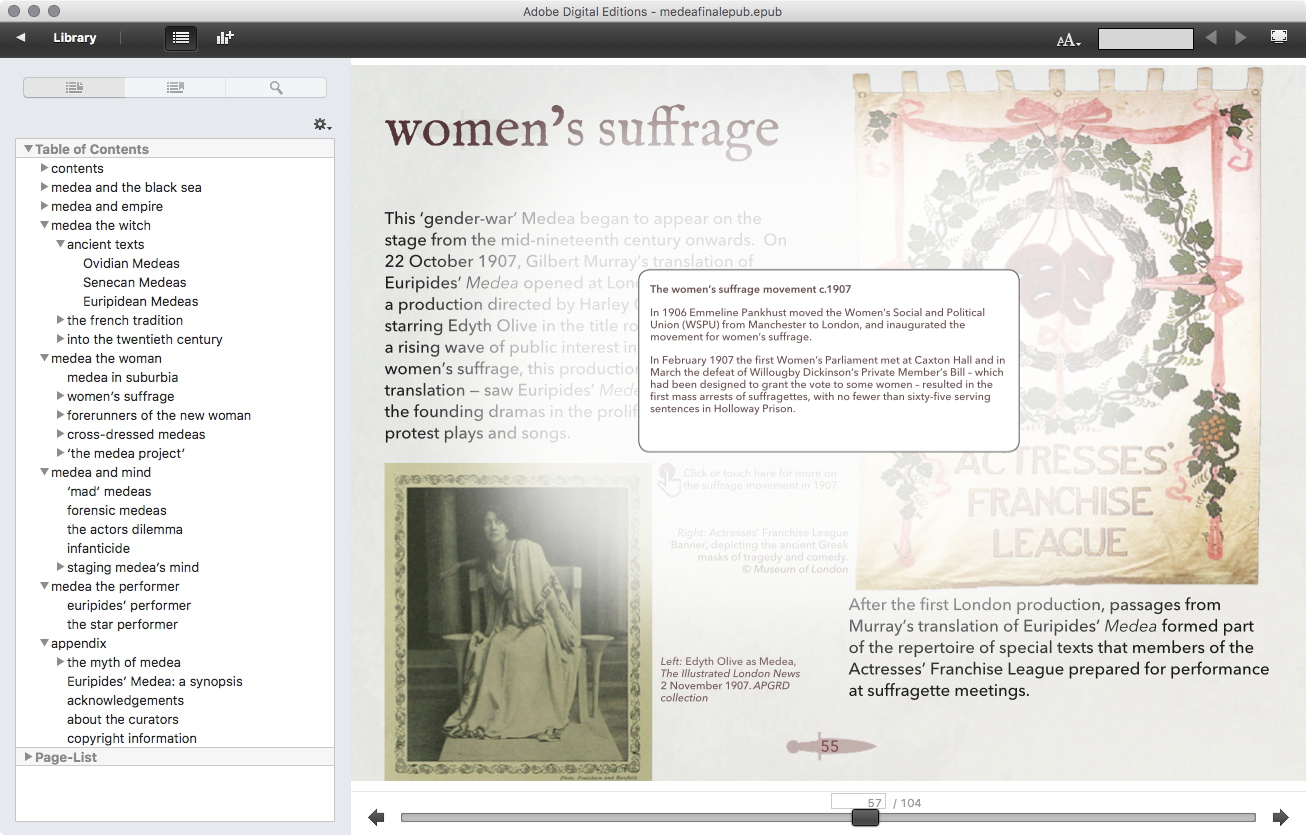 Adobe Digital Editions - medeafinalepub.epub
Library
AA
Table of Contents
contents
medea and the black sea
medea and empire
medea the witch
ancient texts
Ovidian Medeas
Senecan Medeas
Euripidean Medeas
the french tradition
into the twentieth century
medea the woman
medea in suburbia
women's suffrage
forerunners of the new woman
cross-dressed medeas
'the medea project'
medea and mind
'mad' medeas
forensic medeas
the actors dilemma
infanticide
staging medea's mind
medea the performer
euripides' performer
the star performer
appendix
the myth of medea
Euripides' Medea: a synopsis
acknowledgements
about the curators
copyright information
Page-List
women's suffrage
This 'gender-war' Medea began to appear on the
stage from the mid-nineteenth century onwards. On
22 October 1907, Gilbert Murray's translation of
Euripides' Medea opened at Lon
a production directed by Harley
starring Edyth Olive in the title ro
a rising wave of public interest in
women's suffrage, this production
translation – saw Euripides' Mede
the founding dramas in the prolif
protest plays and songs.
The women's suffrage movement c.1907
In 1906 Emmeline Pankhust moved the Women's Social and Political
Union (WSPU) from Manchester to London, and inaugurated the
movement for women's suffrage.
In February 1907 the first Women's Parliament met at Caxton Hall and in
March the defeat of Willougby Dickinson's Private Member's Bill – which
had been designed to grant the vote to some women – resulted in the
first mass arrests of suffragettes, with no fewer than sixty-five serving
sentences in Holloway Prison.
Click or touch here for more on
the suffrage movement in 1907
Right: Actresses' Franchise League
Banner, depicting the ancient Greek
masks of tragedy and comedy.
© Museum of London
ACTRESSES'
FRANCHISE
LEAGUE
After the first London production, passages from
Murray's translation of Euripides' Medea formed part
of the repertoire of special texts that members of the
Actresses' Franchise League prepared for performance
at suffragette meetings.
Left: Edyth Olive as Medea,
The Illustrated London News
2 November 1907. APGRD
collection
55
57 / 104